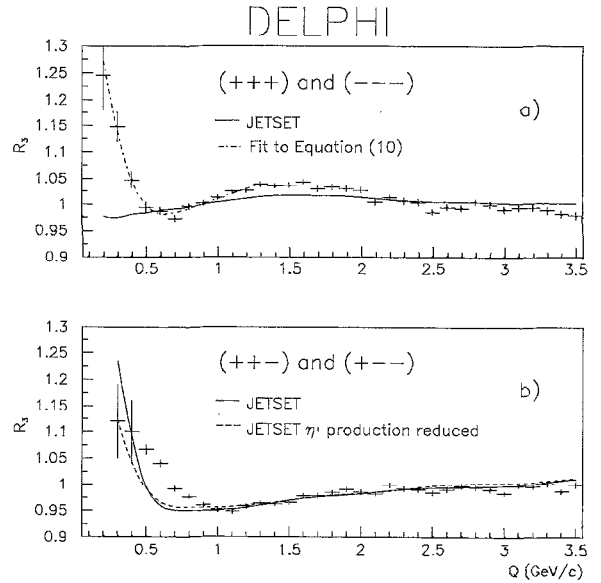 DELPHI
1.3
1.25
1.2
1.15
1.1
1.05
1
0.95
0.9
R₃
(+++) and (---)
a)
JETSET
Fit to Equation (10)
0.5 1 1.5 2 2.5 3 3.5
1.3
1.25
1.2
1.15
1.1
1.05
1
0.95
0.9
R₃
(++-) and (+--)
b)
JETSET
JETSET η' production reduced
0.5 1 1.5 2 2.5 3 3.5
Q (GeV/c)